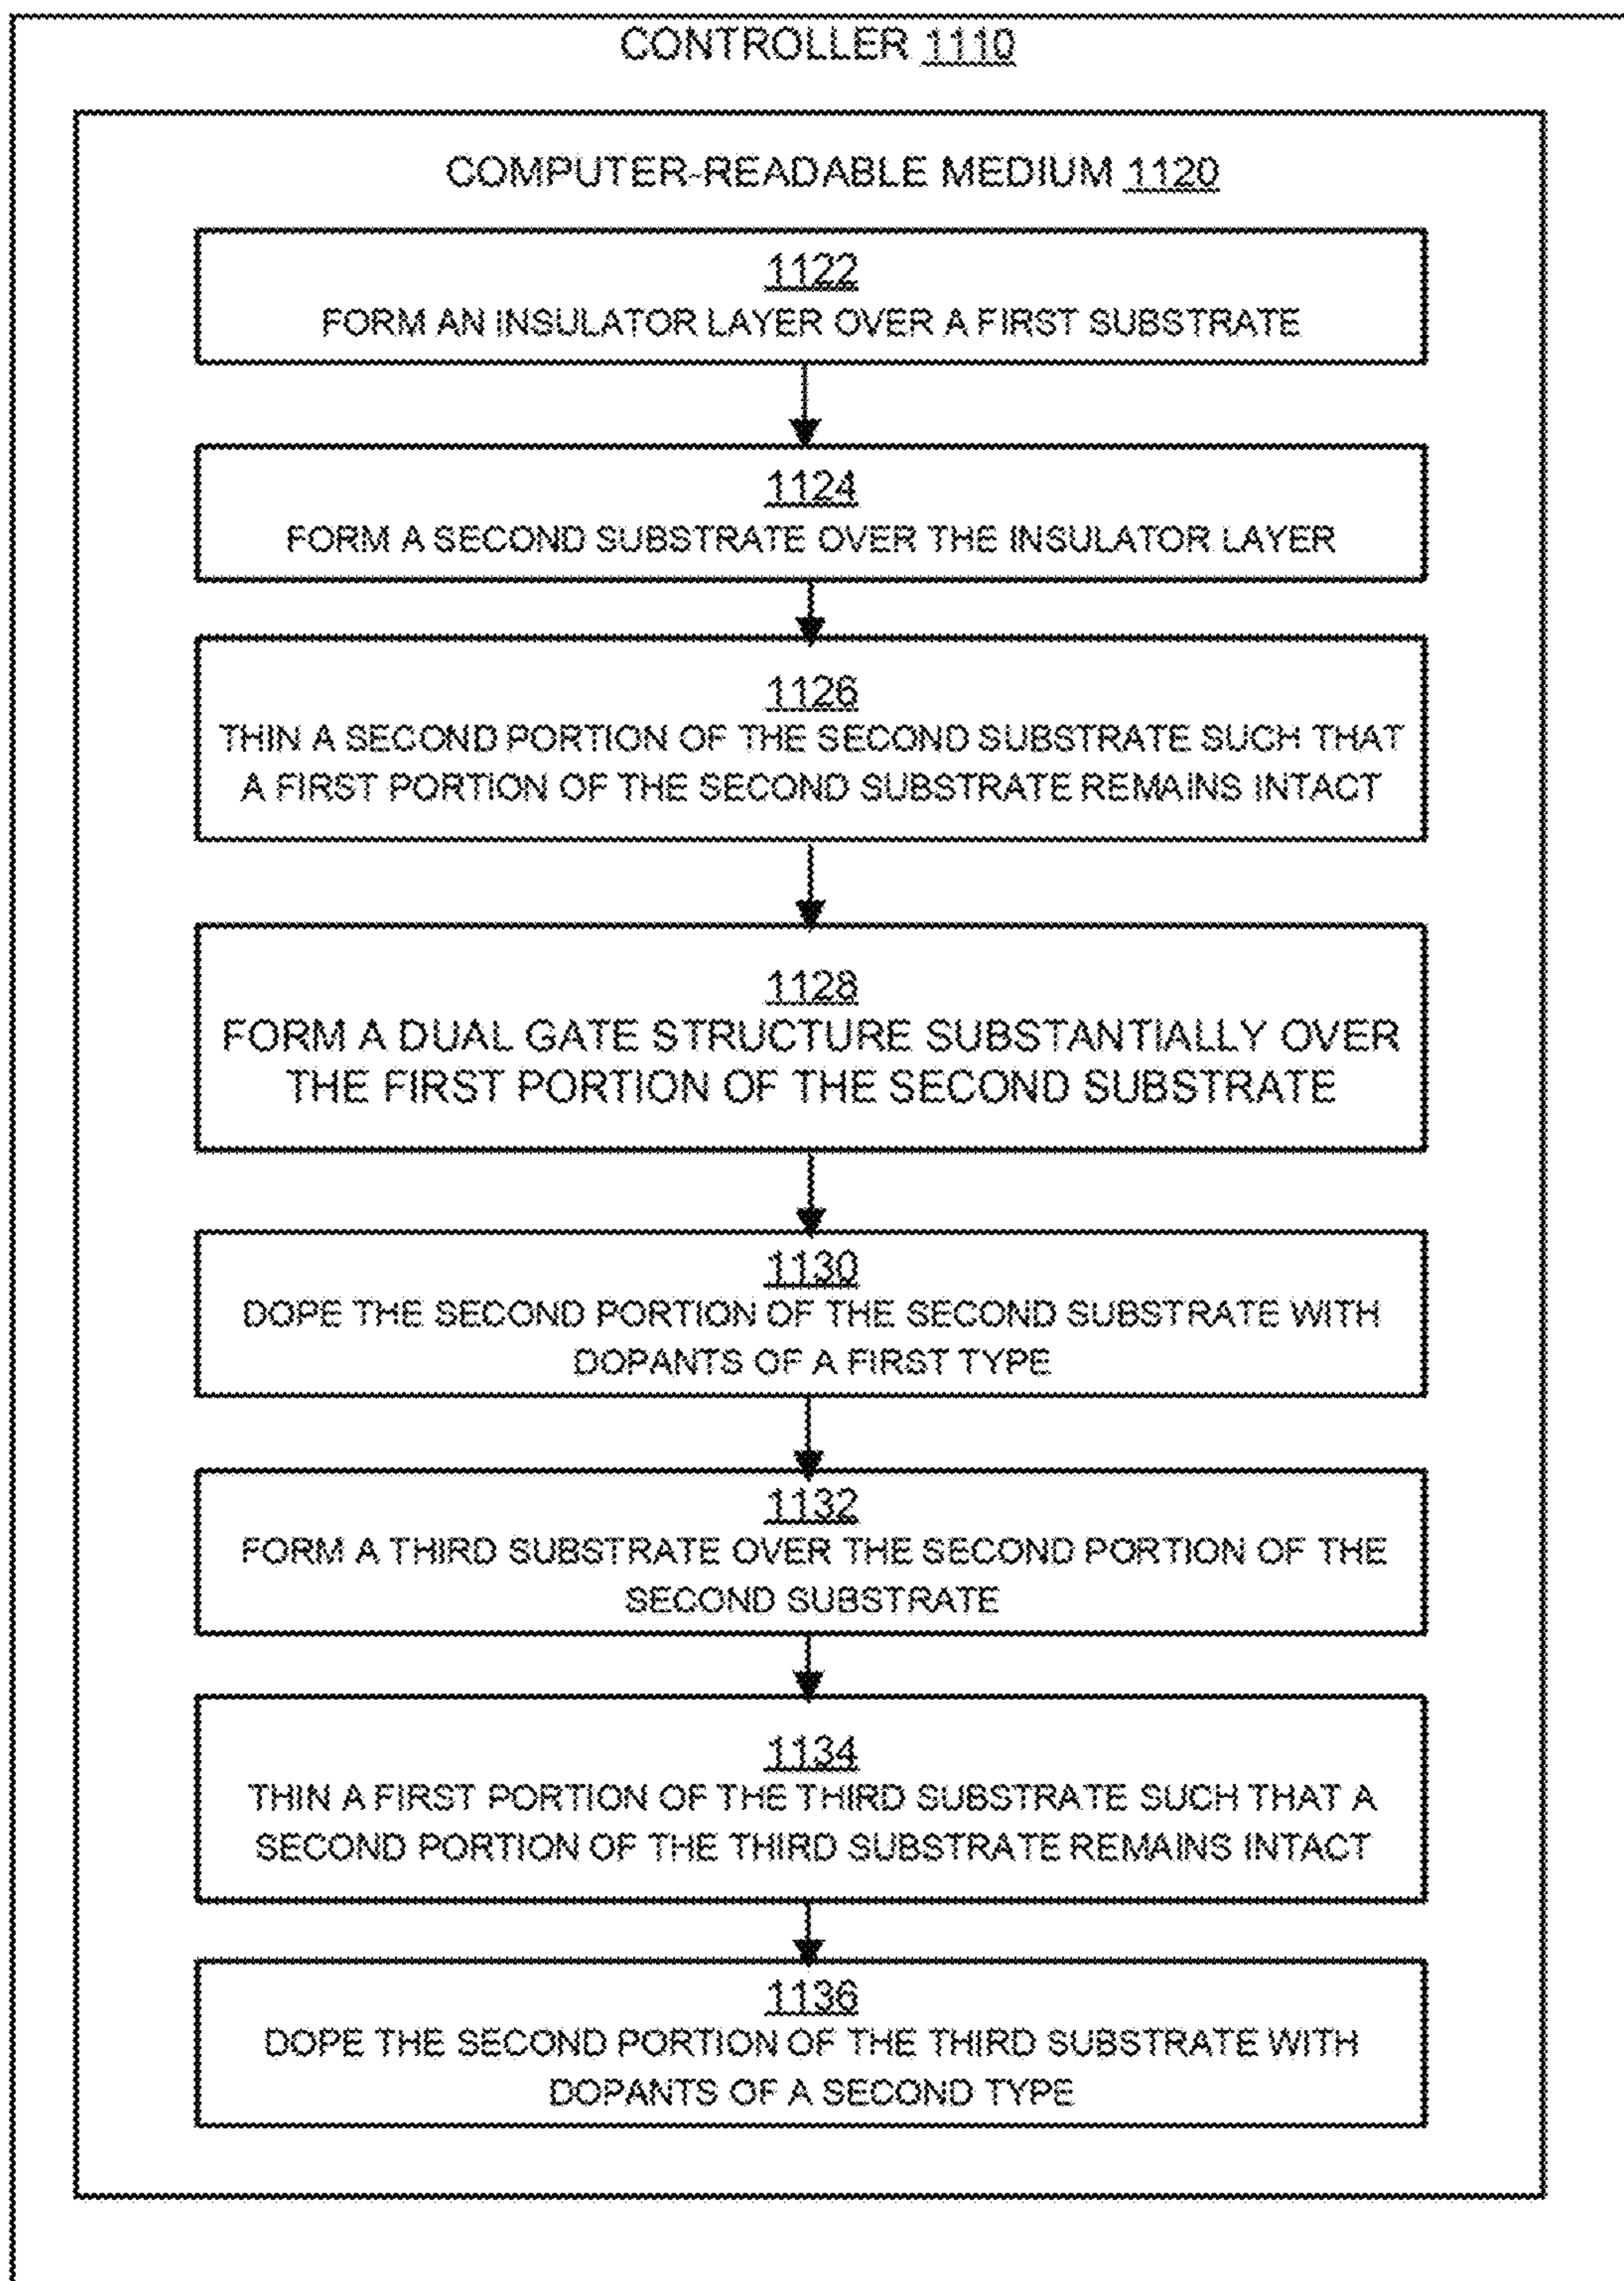 CONTROLLER 1110
COMPUTER-READABLE MEDIUM 1120
1122
FORM AN INSULATOR LAYER OVER A FIRST SUBSTRATE
1124
FORM A SECOND SUBSTRATE OVER THE INSULATOR LAYER
1126
THIN A SECOND PORTION OF THE SECOND SUBSTRATE SUCH THAT
A FIRST PORTION OF THE SECOND SUBSTRATE REMAINS INTACT
1128
FORM A DUAL GATE STRUCTURE SUBSTANTIALLY OVER
THE FIRST PORTION OF THE SECOND SUBSTRATE
1130
DOPE THE SECOND PORTION OF THE SECOND SUBSTRATE WITH
DOPANTS OF A FIRST TYPE
1132
FORM A THIRD SUBSTRATE OVER THE SECOND PORTION OF THE
SECOND SUBSTRATE
1134
THIN A FIRST PORTION OF THE THIRD SUBSTRATE SUCH THAT A
SECOND PORTION OF THE THIRD SUBSTRATE REMAINS INTACT
1136
DOPE THE SECOND PORTION OF THE THIRD SUBSTRATE WITH
DOPANTS OF A SECOND TYPE